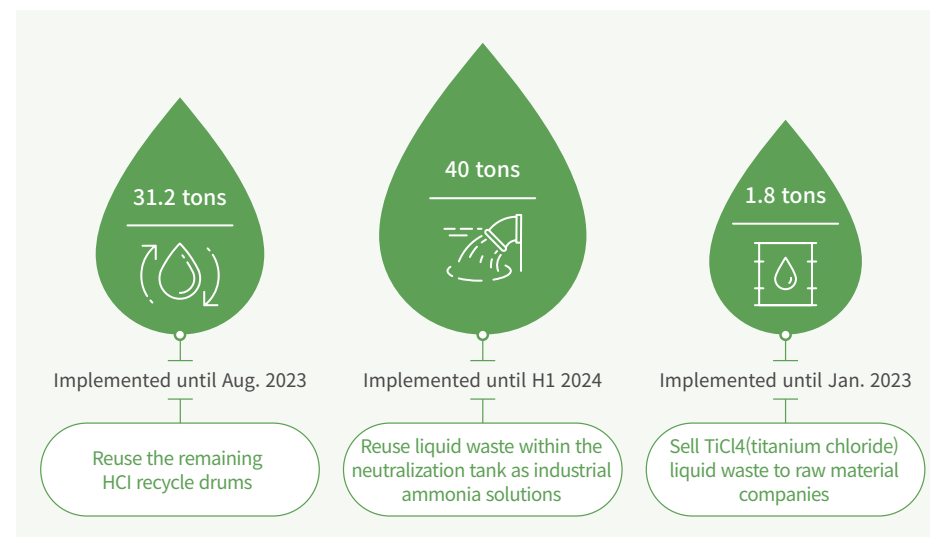 31.2 tons
Implemented until Aug. 2023
Reuse the remaining
HCI recycle drums
40 tons
Implemented until H1 2024
Reuse liquid waste within the
neutralization tank as industrial
ammonia solutions
1.8 tons
Implemented until Jan. 2023
Sell TiCl4(titanium chloride)
liquid waste to raw material
companies